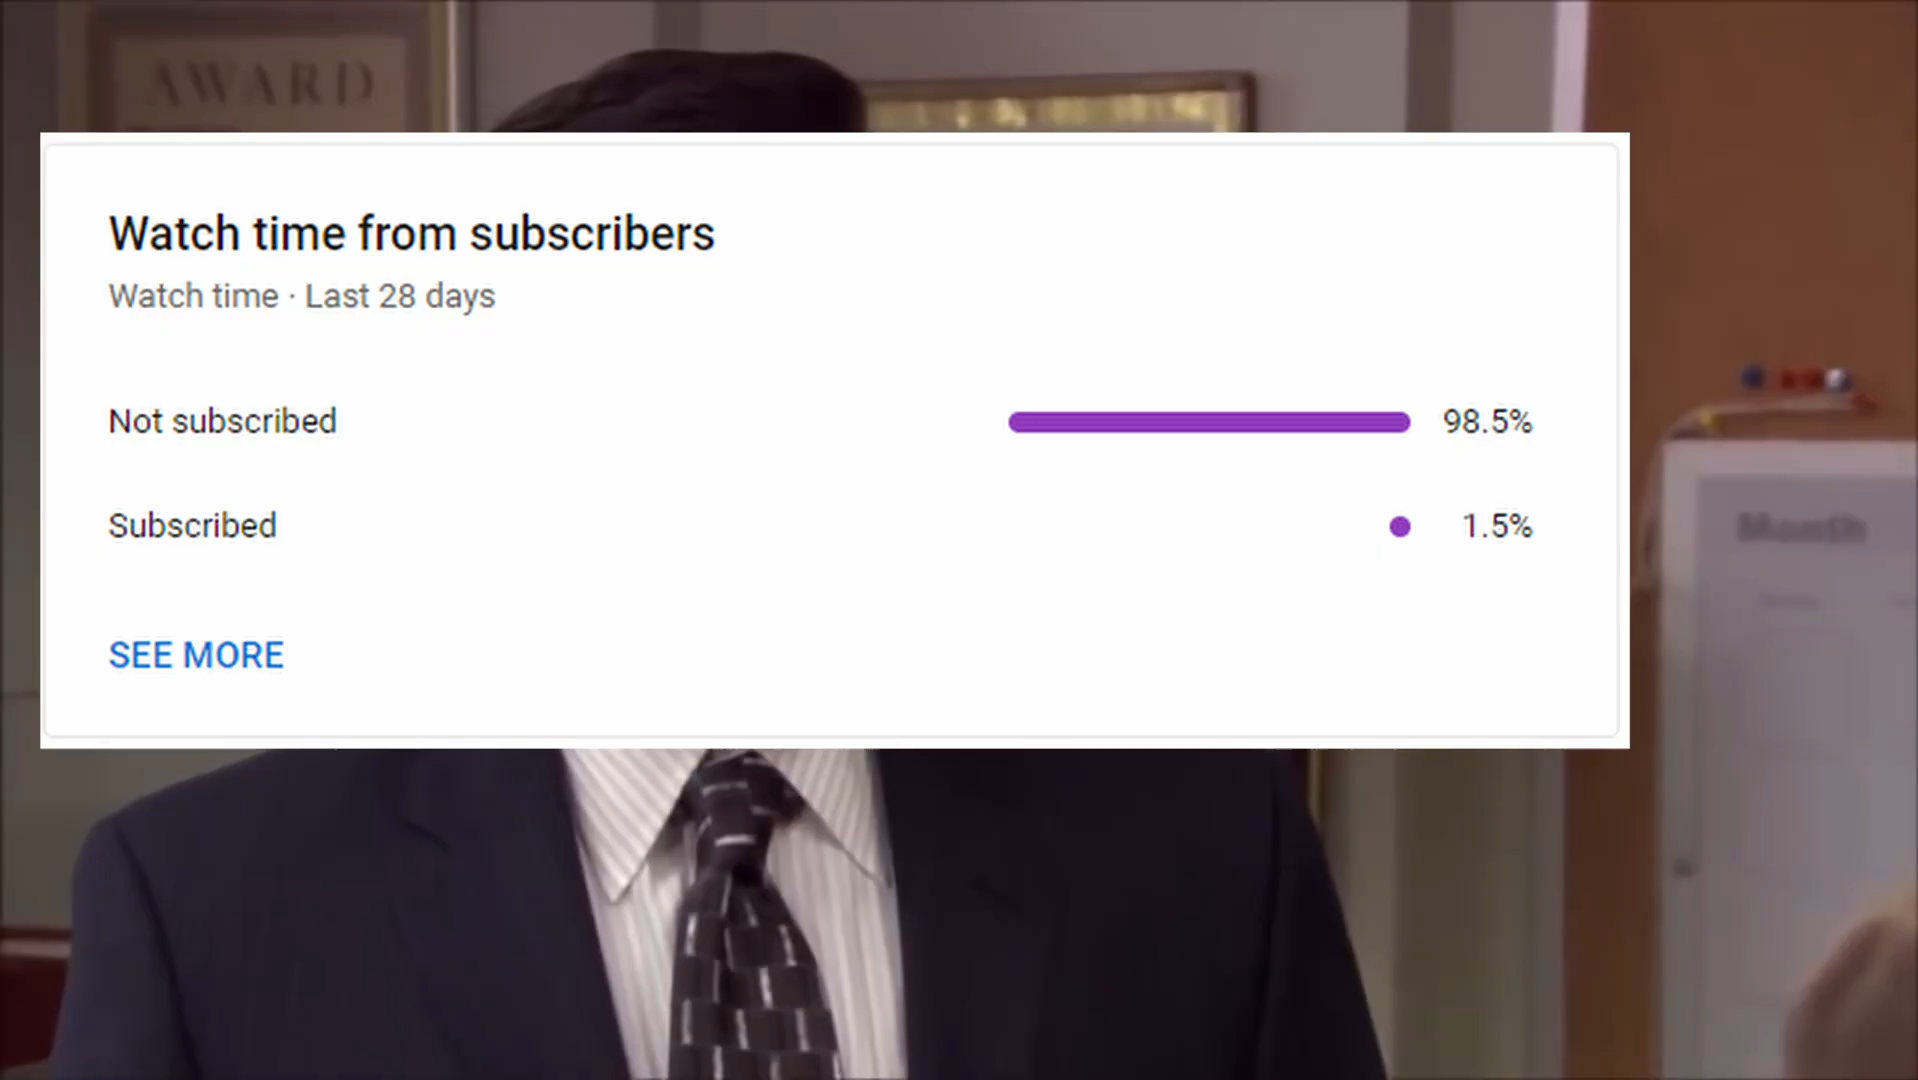 AWARD
Watch time from subscribers
Watch time · Last 28 days
Not subscribed 98.5%
Subscribed 1.5%
SEE MORE
Month